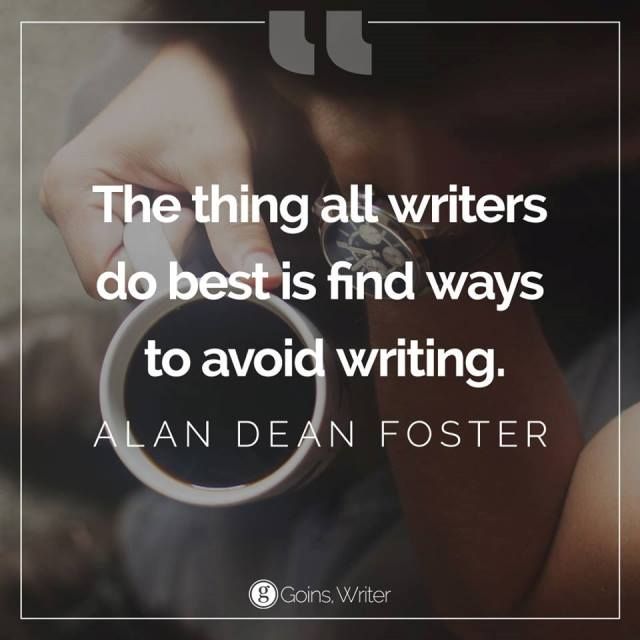 The thing all writers
do best is find ways
to avoid writing.
ALAN DEAN FOSTER
g Goins, Writer